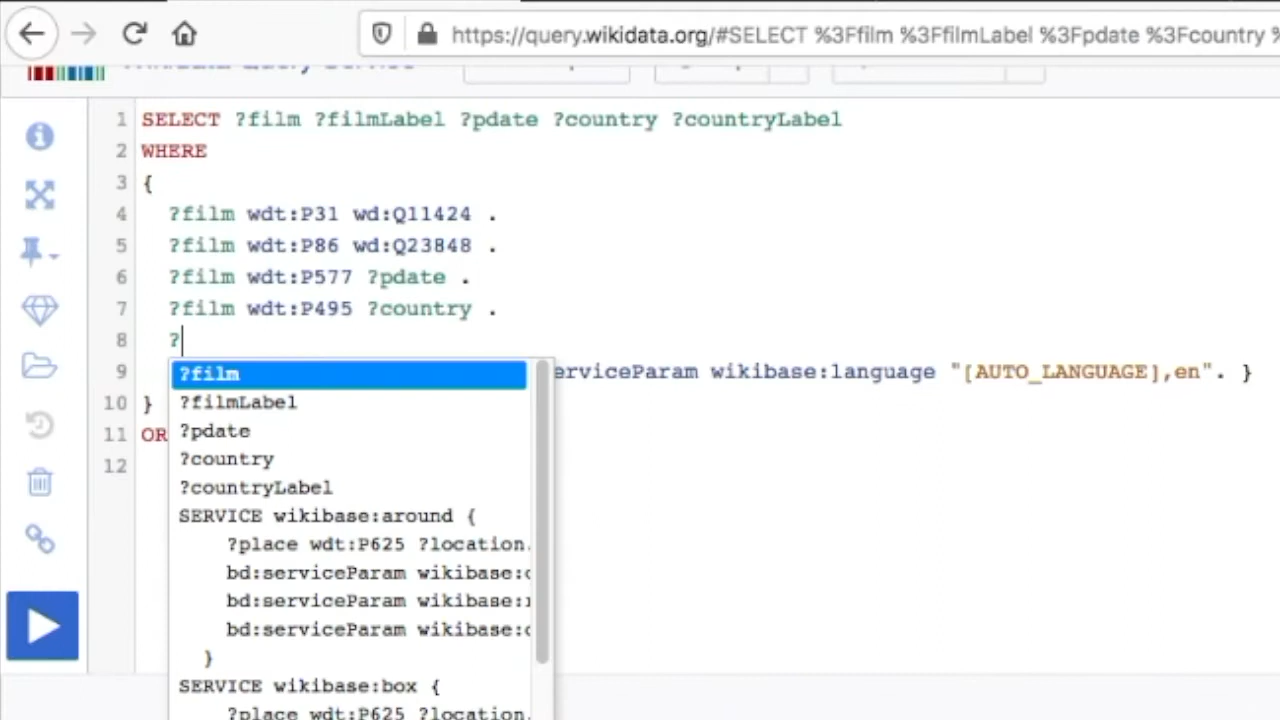 https://query.wikidata.org/#SELECT %3Ffilm %3FfilmLabel %3Fpdate %3Fcountry %
1 SELECT ?film ?filmLabel ?pdate ?country ?countryLabel
2 WHERE
3 {
4 ?film wdt:P31 wd:Q11424 .
5 ?film wdt:P86 wd:Q23848 .
6 ?film wdt:P577 ?pdate .
7 ?film wdt:P495 ?country .
8 ?
9 erviceParam wikibase:language "[AUTO_LANGUAGE],en". }
10 }
11 OR
12
?film
?filmLabel
?pdate
?country
?countryLabel
SERVICE wikibase:around {
?place wdt:P625 ?location.
bd:serviceParam wikibase:
bd:serviceParam wikibase:
bd:serviceParam wikibase:
}
SERVICE wikibase:box {
?place wdt:P625 ?location.